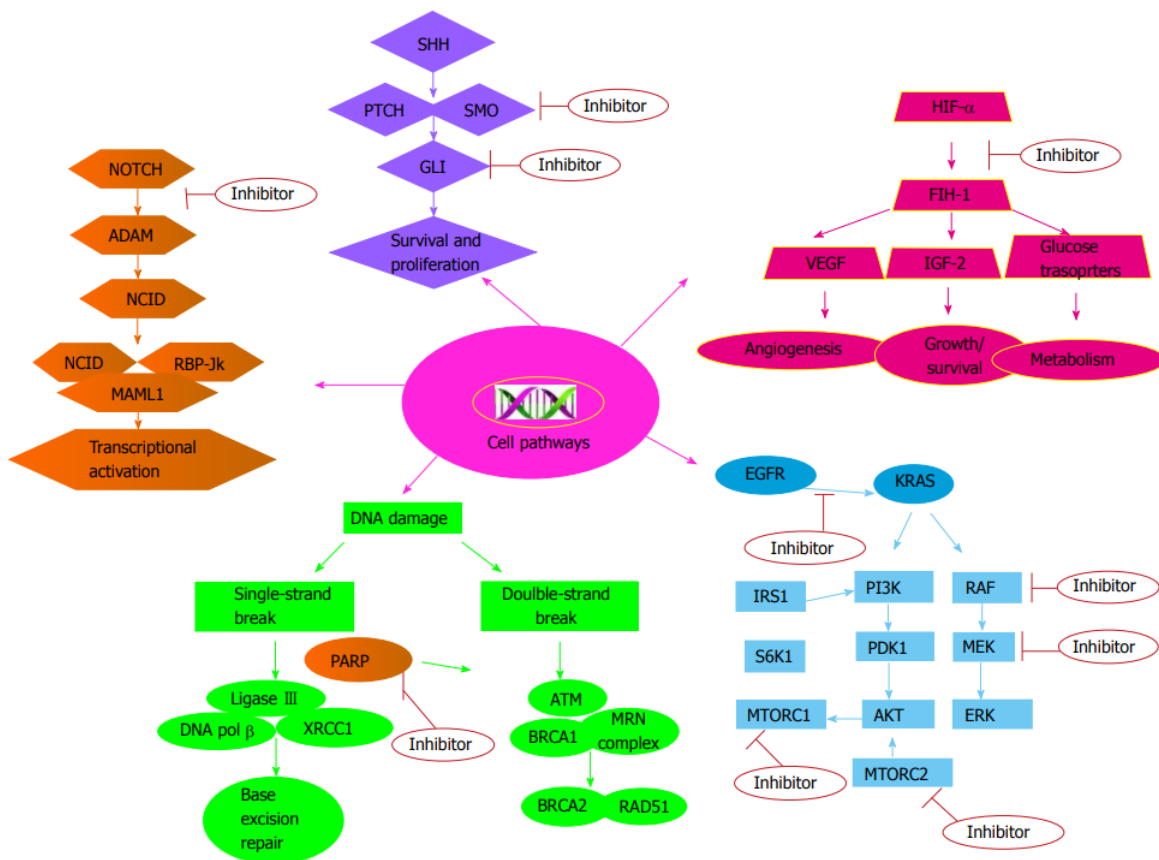 SHH
PTCH
SMO
Inhibitor
GLI
Inhibitor
Survival and
proliferation
HIF-α
Inhibitor
FIH-1
VEGF
IGF-2
Glucose
trasoprters
Angiogenesis
Growth/
survival
Metabolism
NOTCH
Inhibitor
ADAM
NCID
NCID
RBP-Jk
MAML1
Transcriptional
activation
Cell pathways
DNA damage
Single-strand
break
Doulble-strand
break
PARP
Inhibitor
Ligase III
DNA pol β
XRCC1
Base
excision
repair
ATM
BRCA1
MRN
complex
BRCA2
RAD51
EGFR
KRAS
Inhibitor
IRS1
PI3K
RAF
Inhibitor
S6K1
PDK1
MEK
Inhibitor
MTORC1
AKT
ERK
Inhibitor
MTORC2
Inhibitor